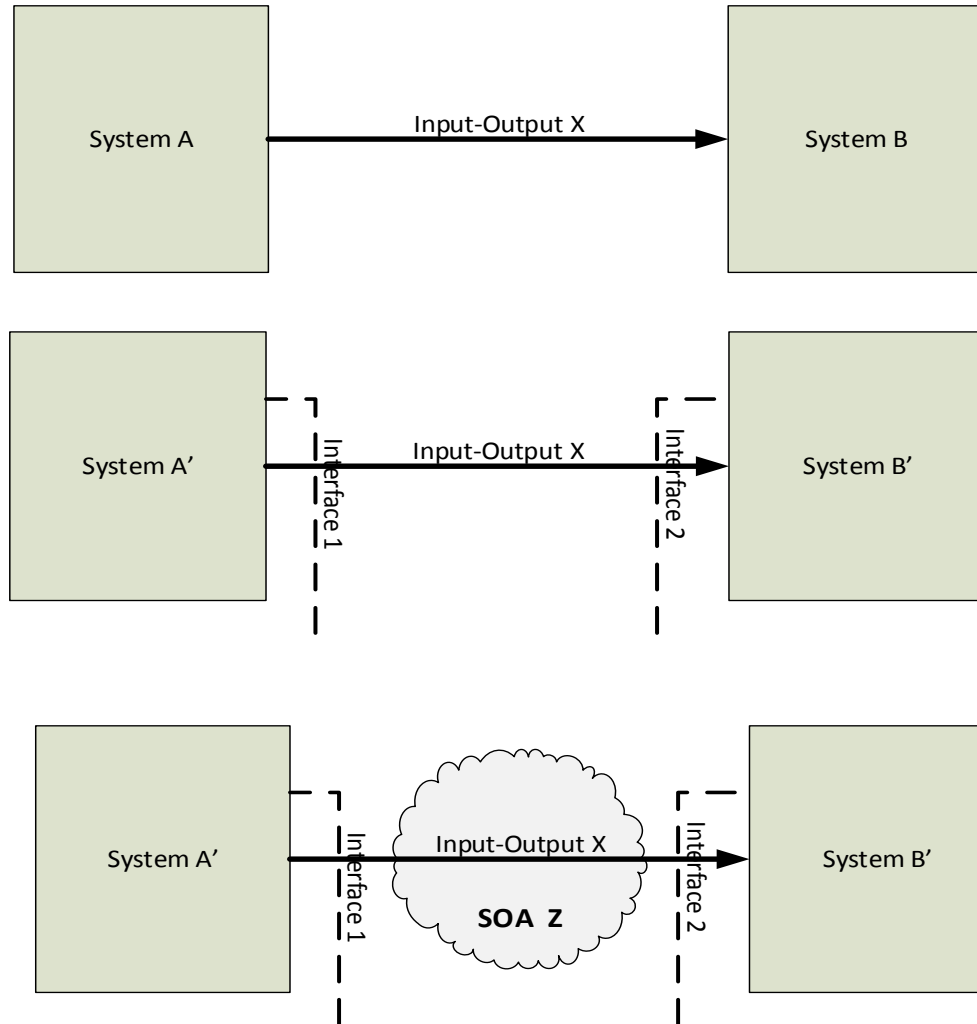 System A
Input-Output X
System B
System A’
Interface 1
Input-Output X
Interface 2
System B’
System A’
Interface 1
Input-Output X
SOA Z
Interface 2
System B’